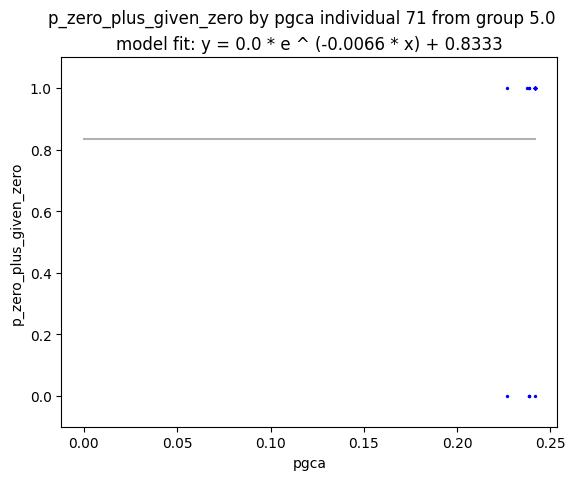 p_zero_plus_given_zero by pgca individual 71 from group 5.0
model fit: y = 0.0 * e ^ (-0.0066 * x) + 0.8333
1.0
0.8
0.6
0.4
0.2
0.0
p_zero_plus_given_zero
0.00 0.05 0.10 0.15 0.20 0.25
pgca